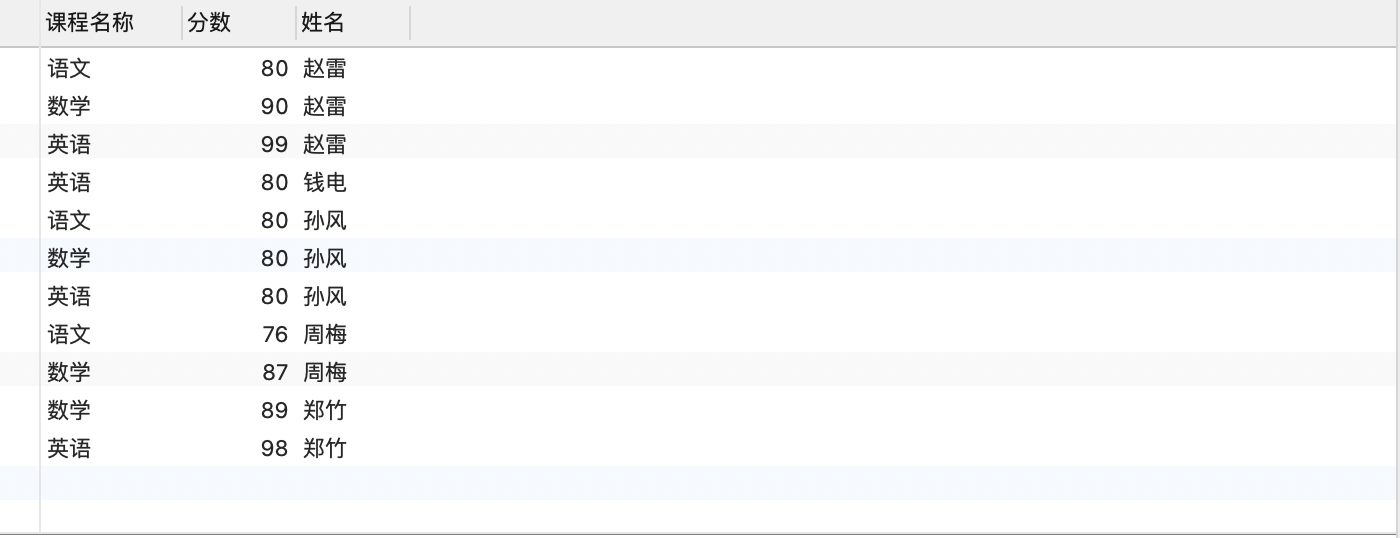 课程名称 分数 姓名
语文 80 赵雷
数学 90 赵雷
英语 99 赵雷
英语 80 钱电
语文 80 孙风
数学 80 孙风
英语 80 孙风
语文 76 周梅
数学 87 周梅
数学 89 郑竹
英语 98 郑竹